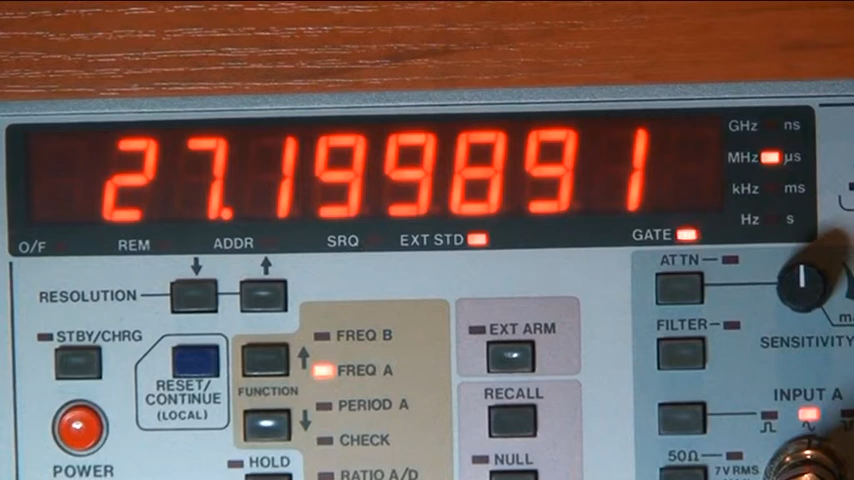 GHz ns
27.199891
MHz µs
kHz ms
Hz s
O/F REM ADDR SRQ EXT STD GATE
RESOLUTION
ATTN
STBY/CHRG
FREQ B
EXT ARM
FILTER
SENSITIVITY
RESET/
CONTINUE
(LOCAL)
FUNCTION
FREQ A
RECALL
PERIOD A
INPUT A
CHECK
POWER
HOLD
RATIO A/D
NULL
50Ω
7V RMS